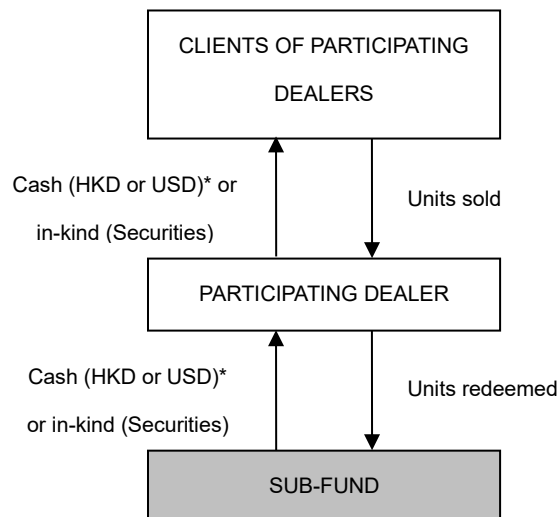 CLIENTS OF PARTICIPATING
DEALERS
Cash (HKD or USD)* or
in-kind (Securities)
Units sold
PARTICIPATING DEALER
Cash (HKD or USD)*
or in-kind (Securities)
Units redeemed
SUB-FUND